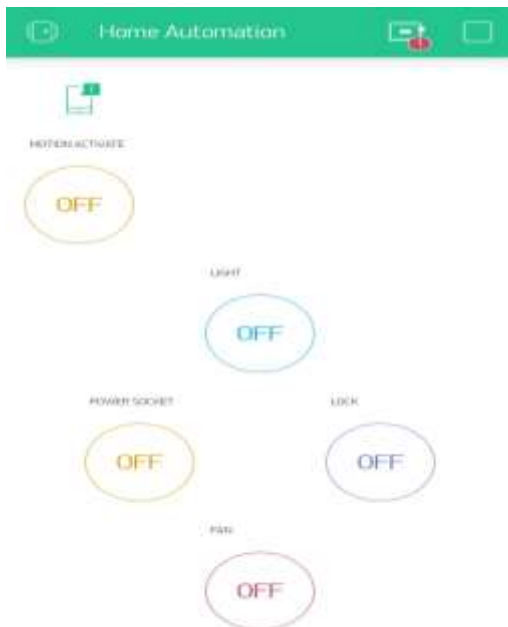 Home Automation
MOTION ACTIVATE
OFF
LIGHT
OFF
POWER SOCKET
LOCK
OFF
OFF
FAN
OFF